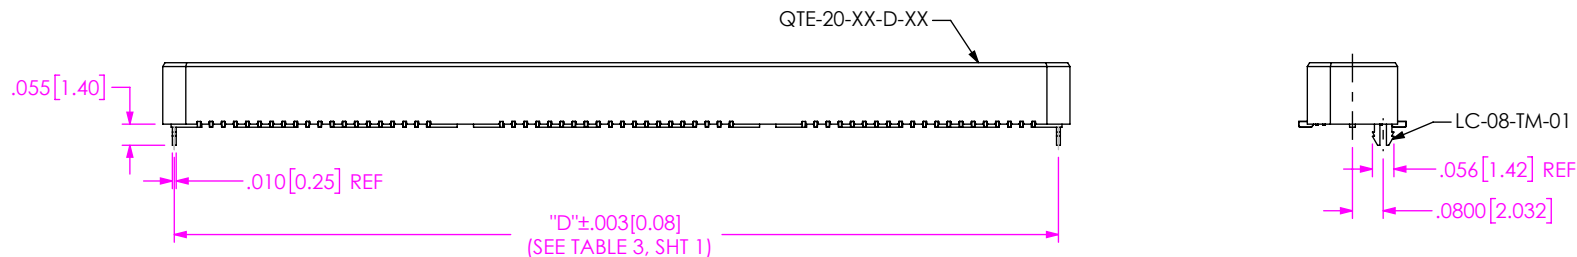 QTE-20-XX-D-XX
.055[1.40]
LC-08-TM-01
.056[1.42] REF
.010[0.25] REF
.0800[2.032]
"D"±.003[0.08]
(SEE TABLE 3, SHT 1)